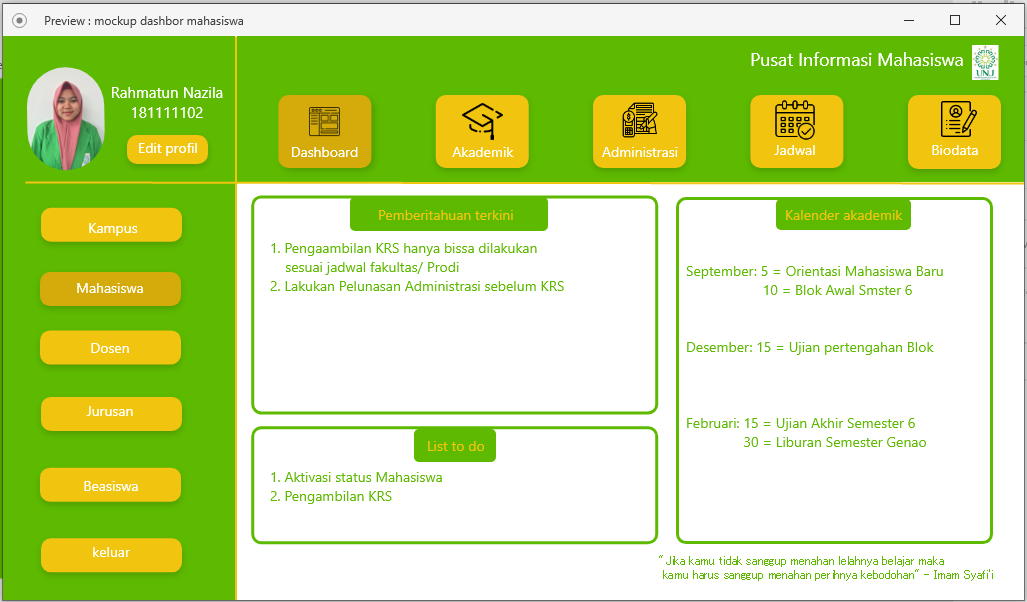 Preview : mockup dashbor mahasiswa
Pusat Informasi Mahasiswa
UNJ
Rahmatun Nazila
181111102
Edit profil
Dashboard
Akademik
Administrasi
Jadwal
Biodata
Kampus
Mahasiswa
Dosen
Jurusan
Beasiswa
keluar
Pemberitahuan terkini
1. Pengaambilan KRS hanya bissa dilakukan
sesuai jadwal fakultas/ Prodi
2. Lakukan Pelunasan Administrasi sebelum KRS
List to do
1. Aktivasi status Mahasiswa
2. Pengambilan KRS
Kalender akademik
September: 5 = Orientasi Mahasiswa Baru
10 = Blok Awal Smster 6
Desember: 15 = Ujian pertengahan Blok
Februari: 15 = Ujian Akhir Semester 6
30 = Liburan Semester Genao
“ Jika kamu tidak sanggup menahan lelahnya belajar maka
kamu harus sanggup menahan perihnya kebodohan” - Imam Syafi'i